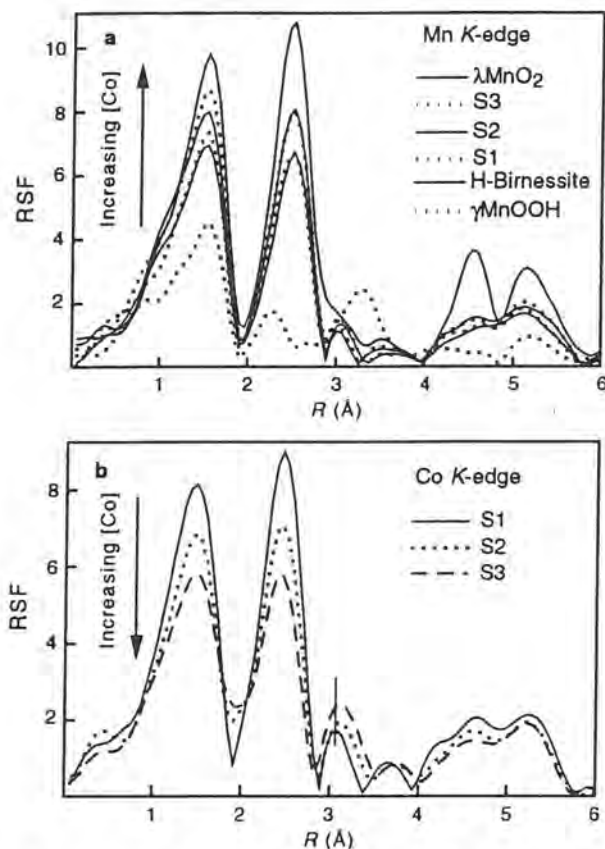 a
Mn K-edge
λMnO2
S3
S2
S1
H-Birnessite
γMnOOH
Increasing [Co]
RSF
10
8
6
4
2
1 2 3 4 5 6
R (Å)
b
Co K-edge
S1
S2
S3
Increasing [Co]
RSF
8
6
4
2
1 2 3 4 5 6
R (Å)